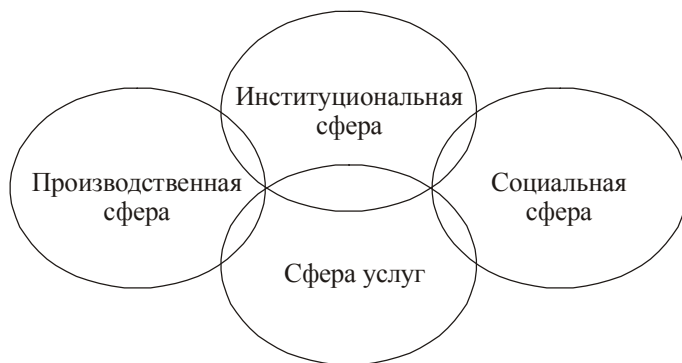 Институциональная
сфера
Производственная
сфера
Социальная
сфера
Сфера услуг